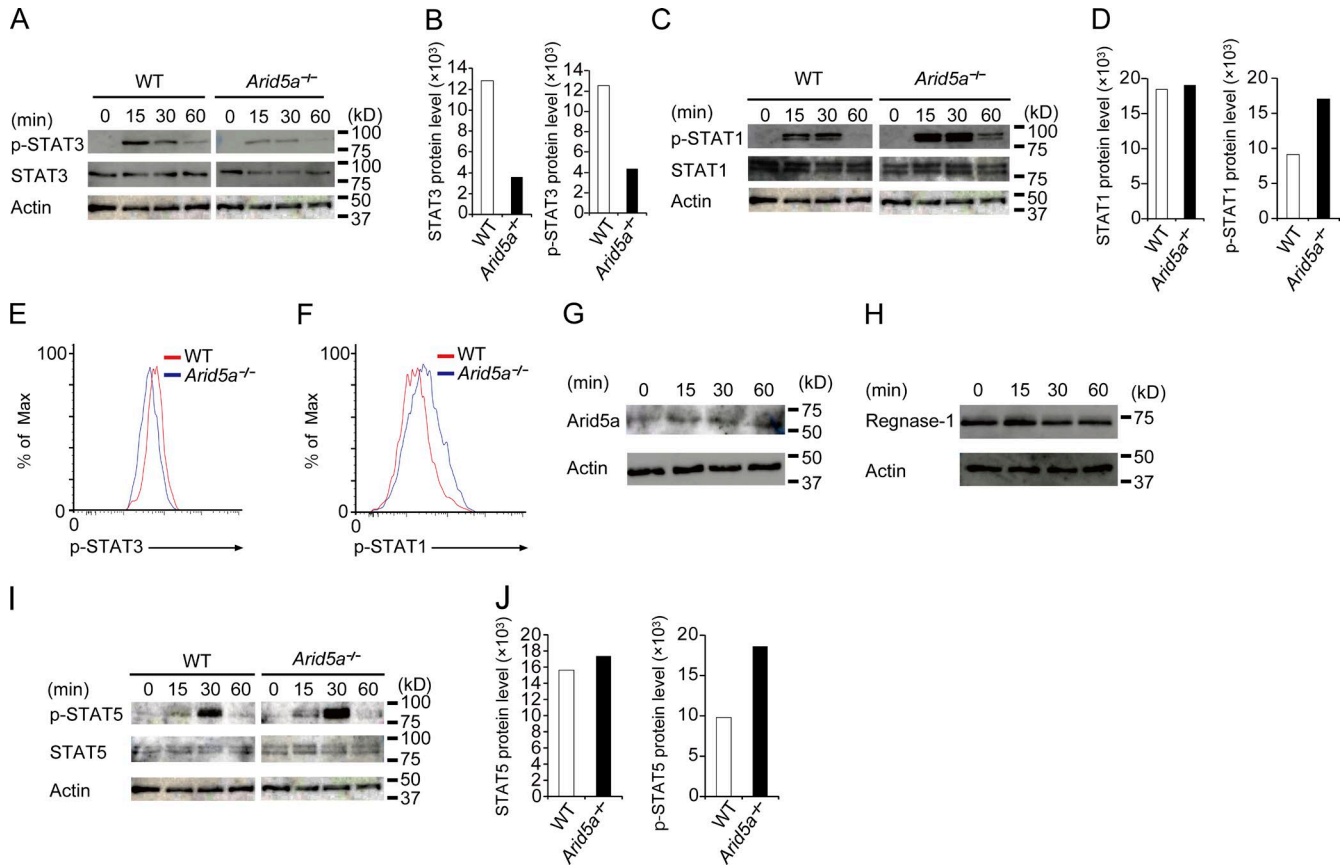 A
WT Arid5a–/–
(min) 0 15 30 60 0 15 30 60 (kD)
p-STAT3 100
75
STAT3 100
75
Actin 50
37
B
STAT3 protein level (×10³)
14
12
10
8
6
4
2
0
WT
Arid5a–/–
p-STAT3 protein level (×10³)
14
12
10
8
6
4
2
0
WT
Arid5a–/–
C
WT Arid5a–/–
(min) 0 15 30 60 0 15 30 60 (kD)
p-STAT1 100
75
STAT1
75
Actin 50
37
D
STAT1 protein level (×10³)
20
15
10
5
0
WT
Arid5a–/–
p-STAT1 protein level (×10³)
20
15
10
5
0
WT
Arid5a–/–
E
100
WT
Arid5a–/–
% of Max
0
0
p-STAT3
F
100
WT
Arid5a–/–
% of Max
0
0
p-STAT1
G
(min) 0 15 30 60 (kD)
Arid5a 75
50
Actin 50
37
H
(min) 0 15 30 60 (kD)
Regnase-1 75
Actin 50
37
I
WT Arid5a–/–
(min) 0 15 30 60 0 15 30 60 (kD)
p-STAT5 100
75
STAT5 100
75
Actin 50
37
J
STAT5 protein level (×10³)
20
18
16
14
12
10
8
6
4
2
0
WT
Arid5a–/–
p-STAT5 protein level (×10³)
20
15
10
5
0
WT
Arid5a–/–